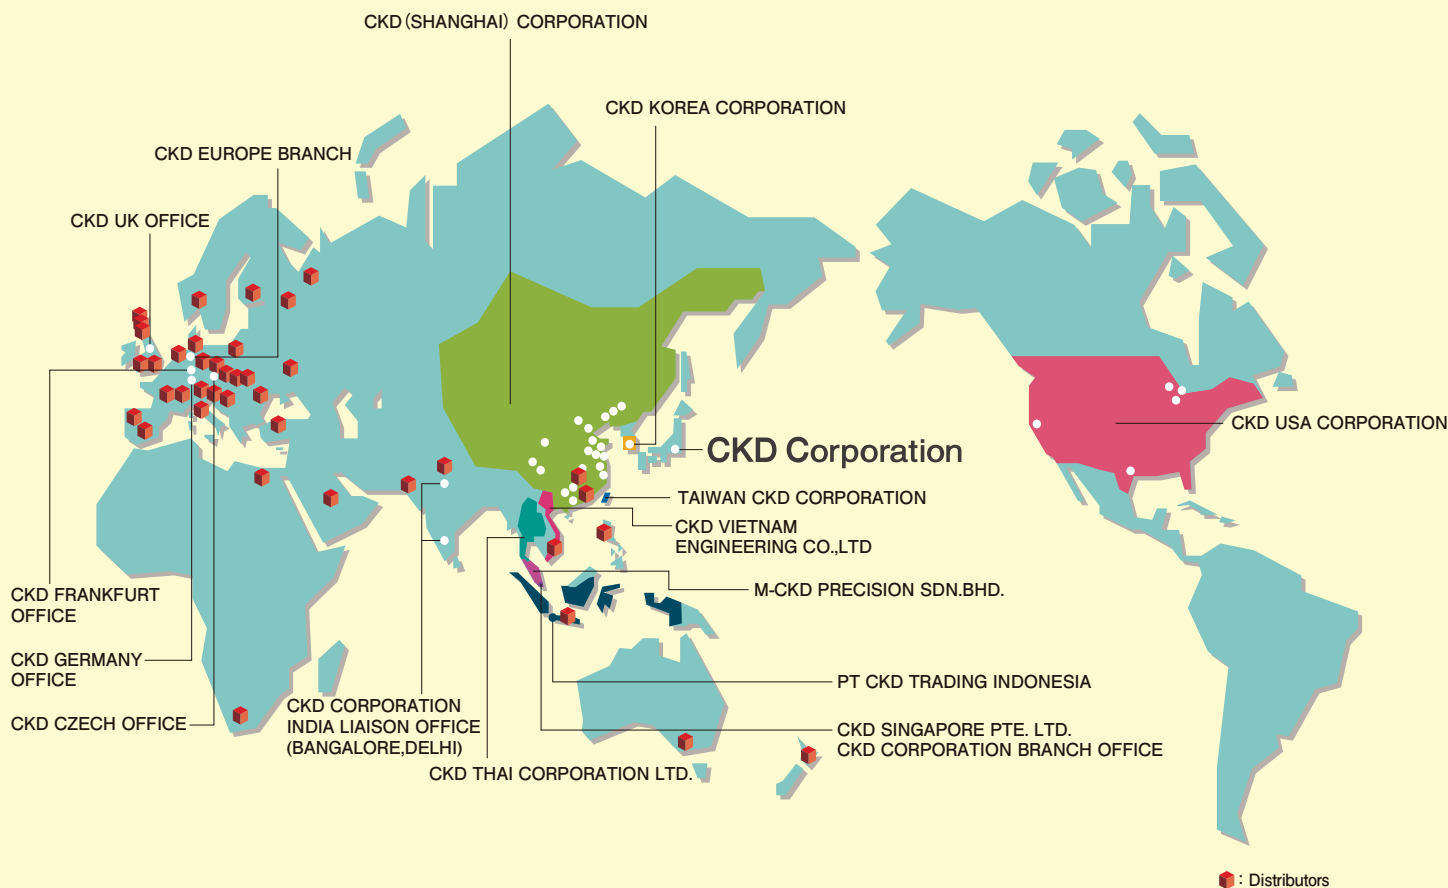 CKD(SHANGHAI) CORPORATION
CKD KOREA CORPORATION
CKD EUROPE BRANCH
CKD UK OFFICE
CKD USA CORPORATION
CKD Corporation
TAIWAN CKD CORPORATION
CKD VIETNAM
ENGINEERING CO.,LTD
M-CKD PRECISION SDN.BHD.
CKD FRANKFURT
OFFICE
CKD GERMANY
OFFICE
CKD CZECH OFFICE
CKD CORPORATION
INDIA LIAISON OFFICE
(BANGALORE,DELHI)
CKD THAI CORPORATION LTD.
PT CKD TRADING INDONESIA
CKD SINGAPORE PTE. LTD.
CKD CORPORATION BRANCH OFFICE
: Distributors